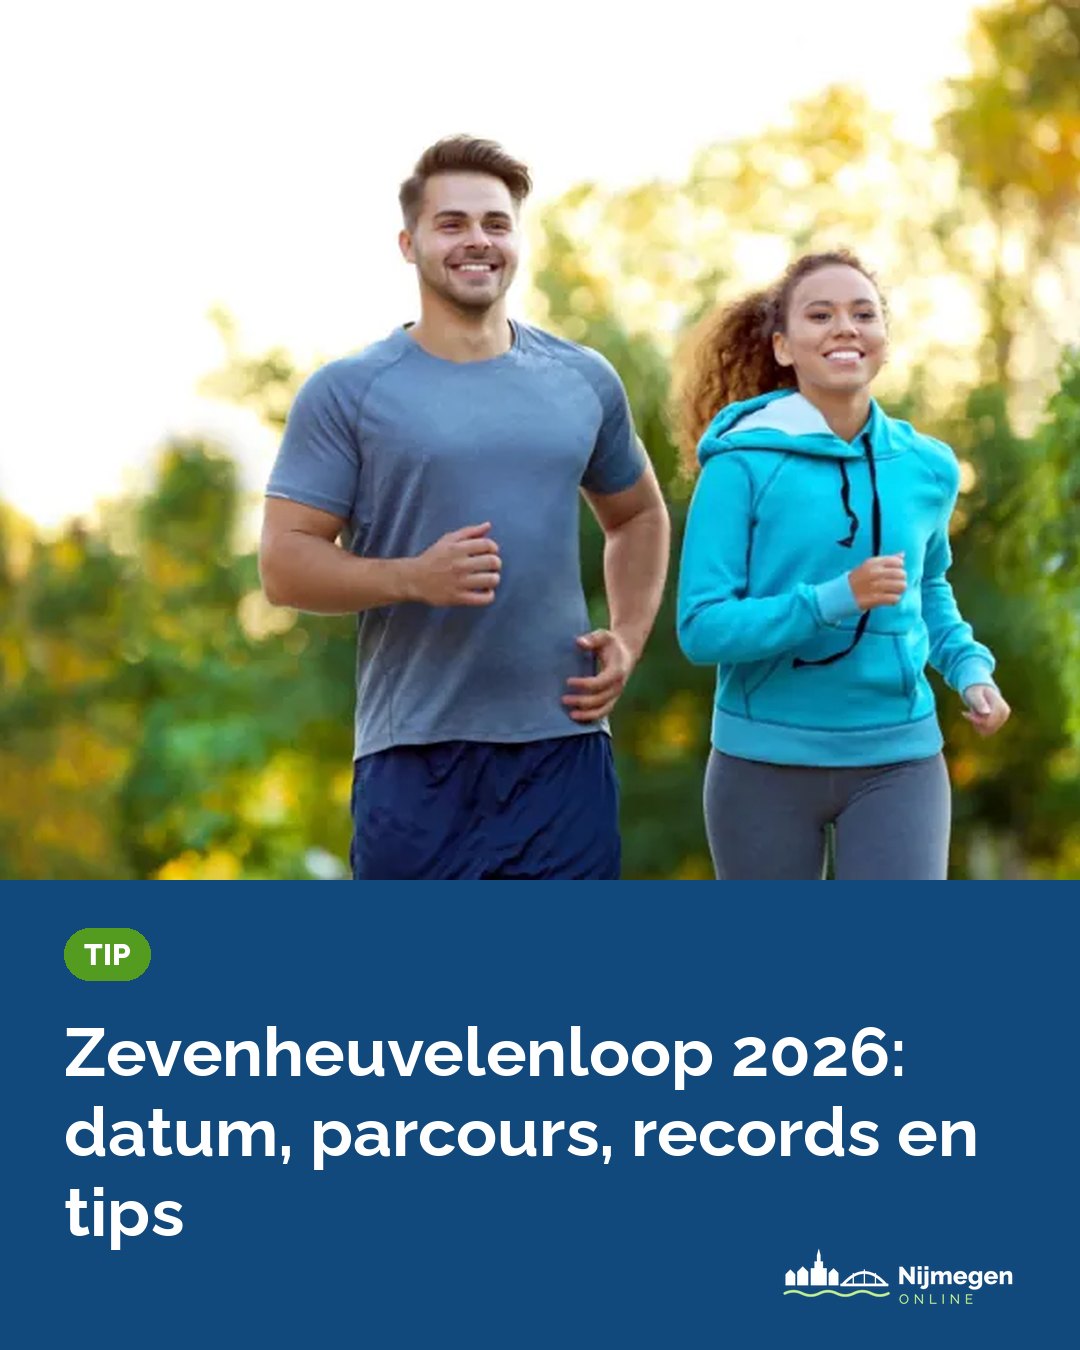 TIP
Zevenheuvelenloop 2026:
datum, parcours, records en
tips
Nijmegen
ONLINE